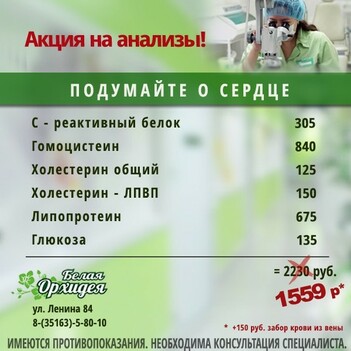 Акция на анализы!
ПОДУМАЙТЕ О СЕРДЦЕ
С - реактивный белок 305
Гомоцистеин 840
Холестерин общий 125
Холестерин - ЛПВП 150
Липопротеин 675
Глюкоза 135
= 2230 руб.
1559 р*
Белая
Орхидея
ул. Ленина 84
8-(35163)-5-80-10
* +150 руб. забор крови из вены
ИМЕЮТСЯ ПРОТИВОПОКАЗАНИЯ. НЕОБХОДИМА КОНСУЛЬТАЦИЯ СПЕЦИАЛИСТА.